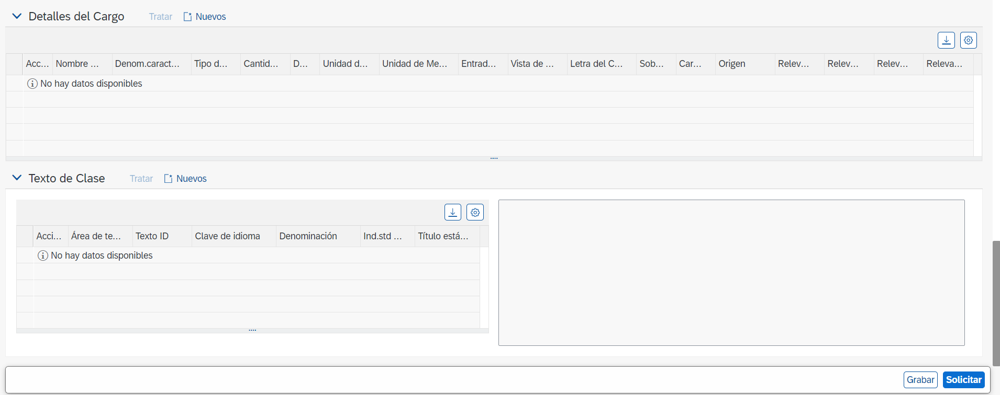 Detalles del Cargo Tratar Nuevos
Acc... Nombre ... Denom.caract... Tipo d... Cantid... D... Unidad d... Unidad de Me... Entrad... Vista de ... Letra del C... Sob... Car... Origen Relev... Relev... Relev... Releva...
No hay datos disponibles
Texto de Clase Tratar Nuevos
Acci... Área de te... Texto ID Clave de idioma Denominación Ind.std ... Título está...
No hay datos disponibles
Grabar Solicitar